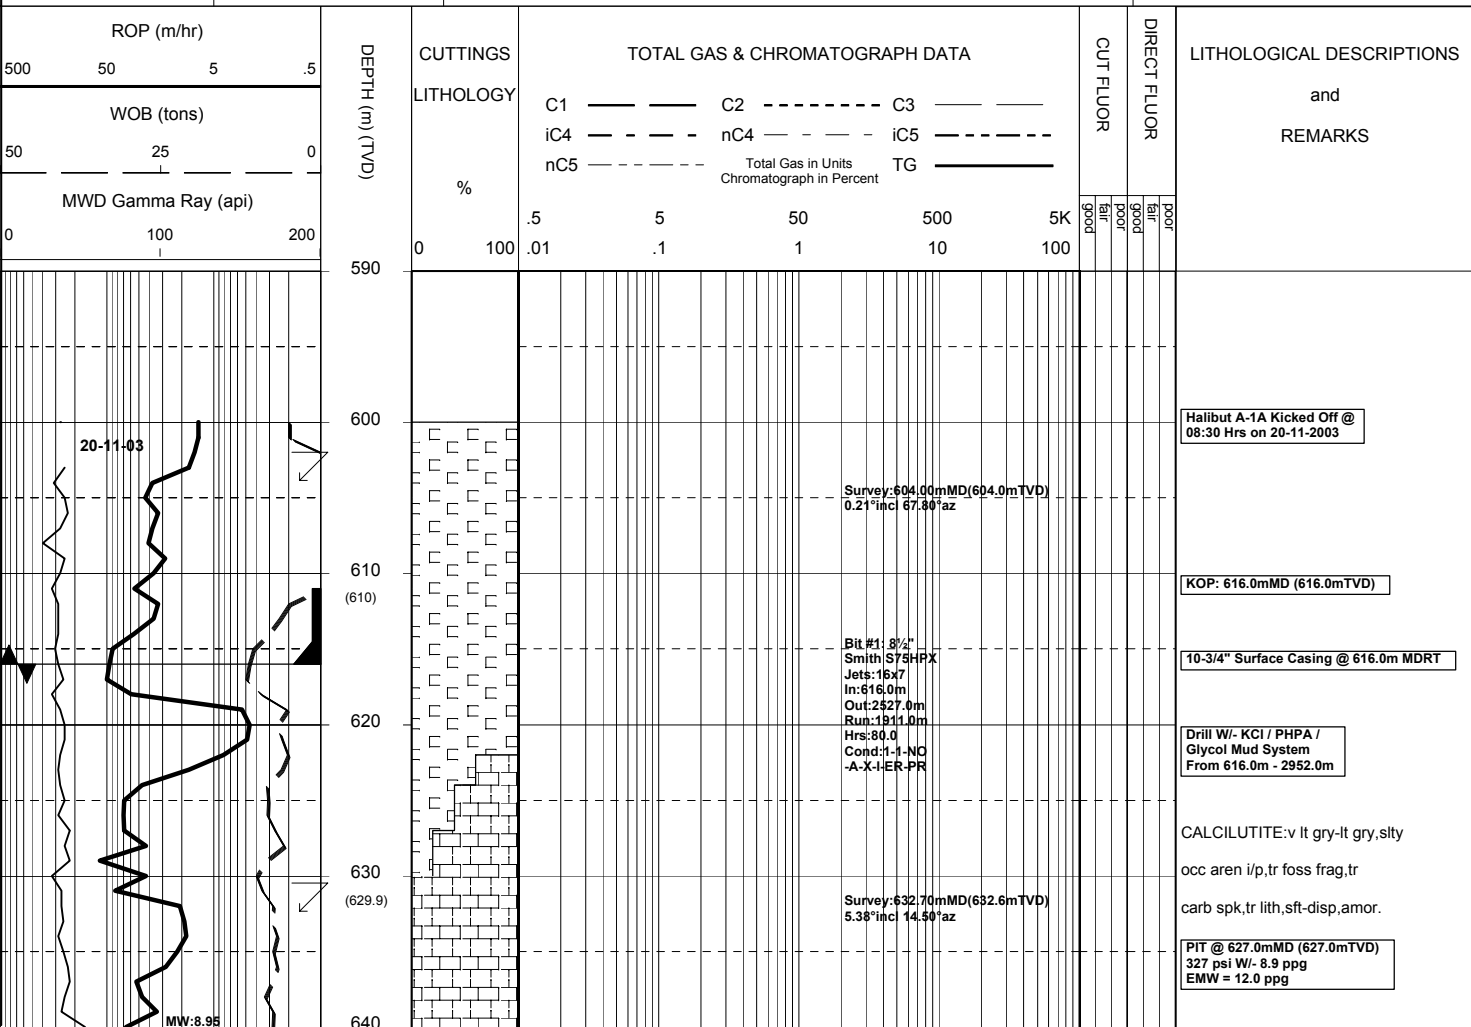 ROP (m/hr)
500 50 5 .5
WOB (tons)
50 25 0
MWD Gamma Ray (api)
0 100 200
DEPTH (m) (TVD)
CUTTINGS
LITHOLOGY
%
0 100
TOTAL GAS & CHROMATOGRAPH DATA
C1 C2 C3
iC4 nC4 iC5
nC5 Total Gas in Units TG
Chromatograph in Percent
.5 5 50 500 5K
.01 .1 1 10 100
CUT FLUOR
good
fair
poor
DIRECT FLUOR
good
fair
poor
LITHOLOGICAL DESCRIPTIONS
and
REMARKS
590
600
20-11-03
Halibut A-1A Kicked Off @
08:30 Hrs on 20-11-2003
Survey:604.00mMD(604.0mTVD)
0.21°incl 67.80°az
610
(610)
KOP: 616.0mMD (616.0mTVD)
Bit #1: 8½"
Smith S75HPX
Jets:16x7
In:616.0m
Out:2527.0m
Run:1911.0m
Hrs:80.0
Cond:1-1-NO
-A-X-I-ER-PR
10-3/4" Surface Casing @ 616.0m MDRT
620
Drill W/- KCl / PHPA /
Glycol Mud System
From 616.0m - 2952.0m
CALCILUTITE:v lt gry-lt gry,slty
occ aren i/p,tr foss frag,tr
carb spk,tr lith,sft-disp,amor.
630
(629.9)
Survey:632.70mMD(632.6mTVD)
5.38°incl 14.50°az
PIT @ 627.0mMD (627.0mTVD)
327 psi W/- 8.9 ppg
EMW = 12.0 ppg
MW:8.95
640